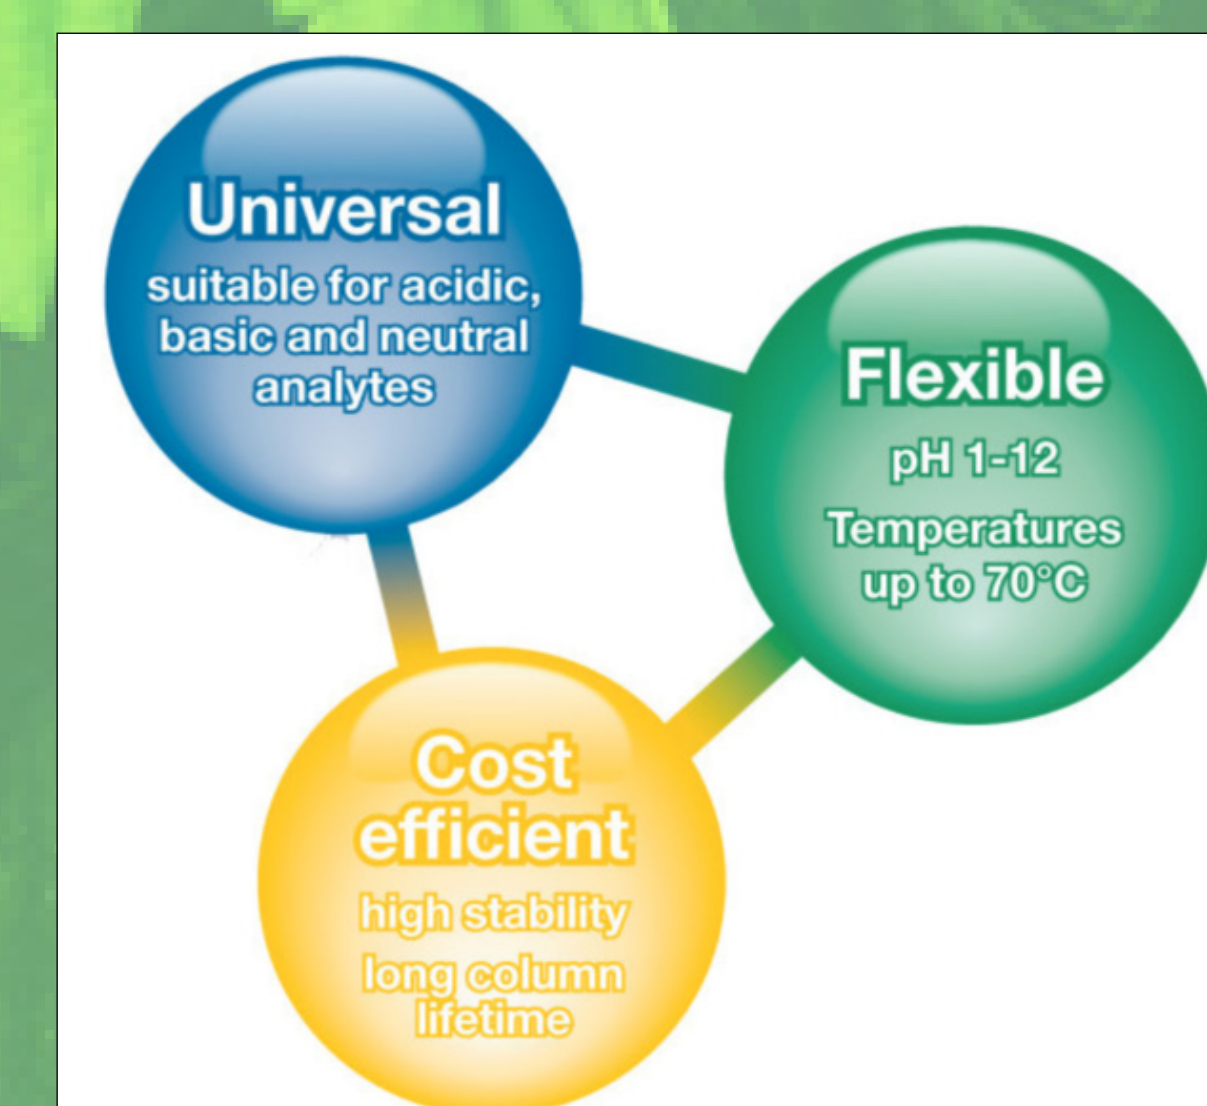 Universal
suitable for acidic,
basic and neutral
analytes
Flexible
pH 1-12
Temperatures
up to 70°C
Cost
efficient
high stability
long column
lifetime